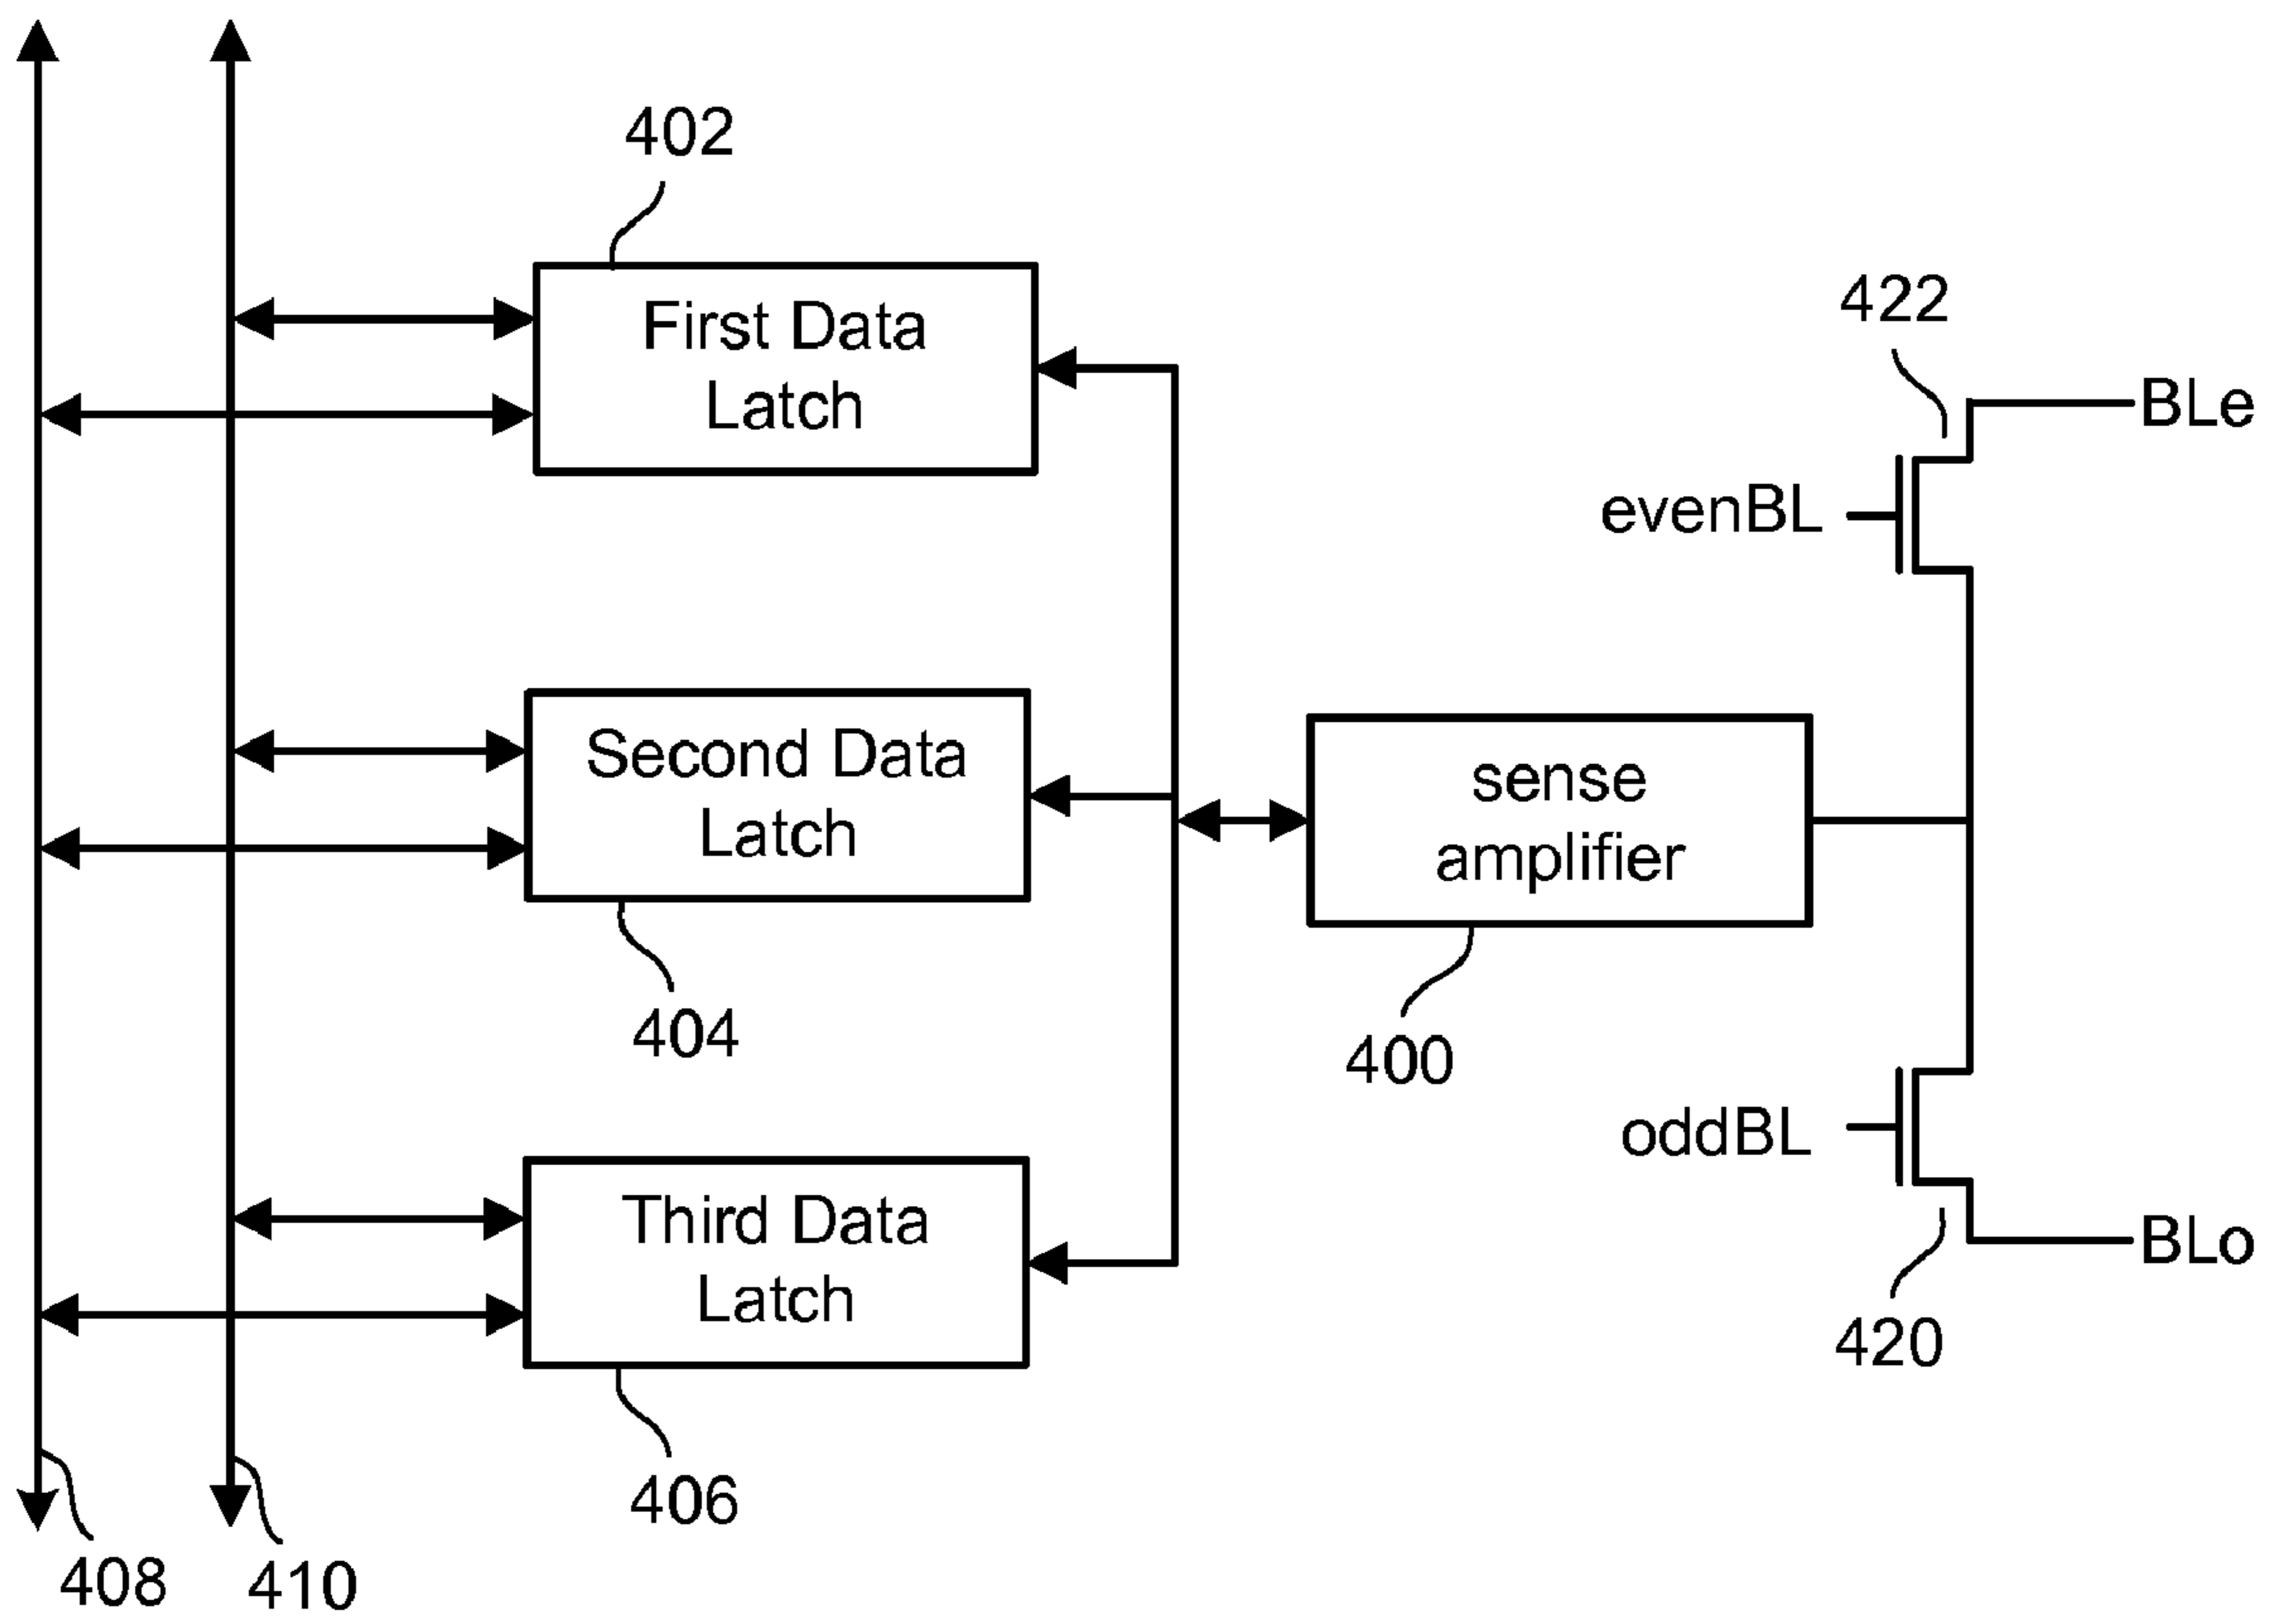 402
First Data
Latch
422
BLe
evenBL
Second Data
Latch
sense
amplifier
404
400
oddBL
Third Data
Latch
BLo
420
406
408
410